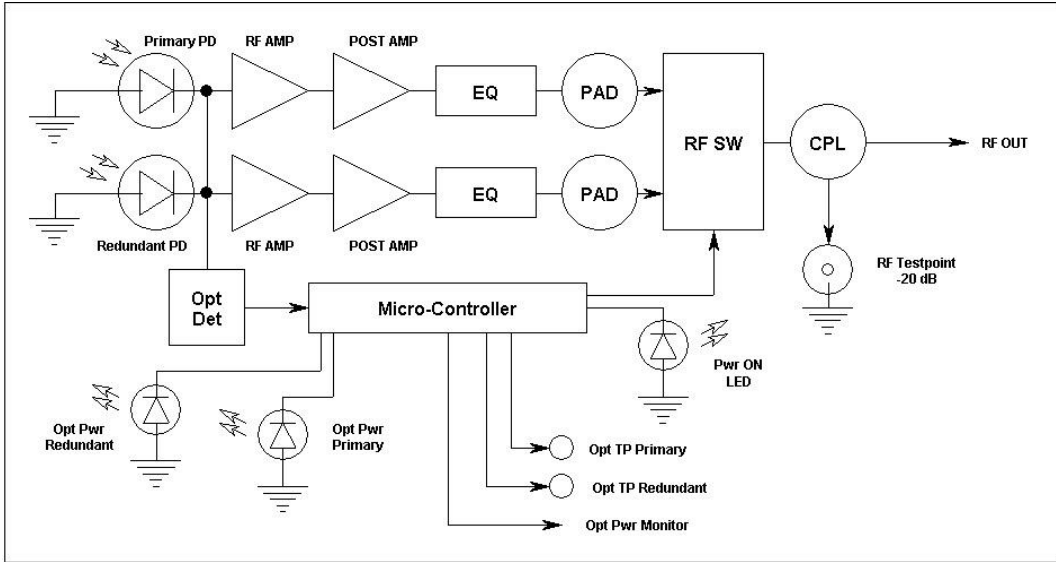 Primary PD
RF AMP
POST AMP
EQ
PAD
RF SW
CPL
RF OUT
Redundant PD
RF AMP
POST AMP
EQ
PAD
RF Testpoint
-20 dB
Opt
Det
Micro-Controller
Pwr ON
LED
Opt Pwr
Redundant
Opt Pwr
Primary
Opt TP Primary
Opt TP Redundant
Opt Pwr Monitor